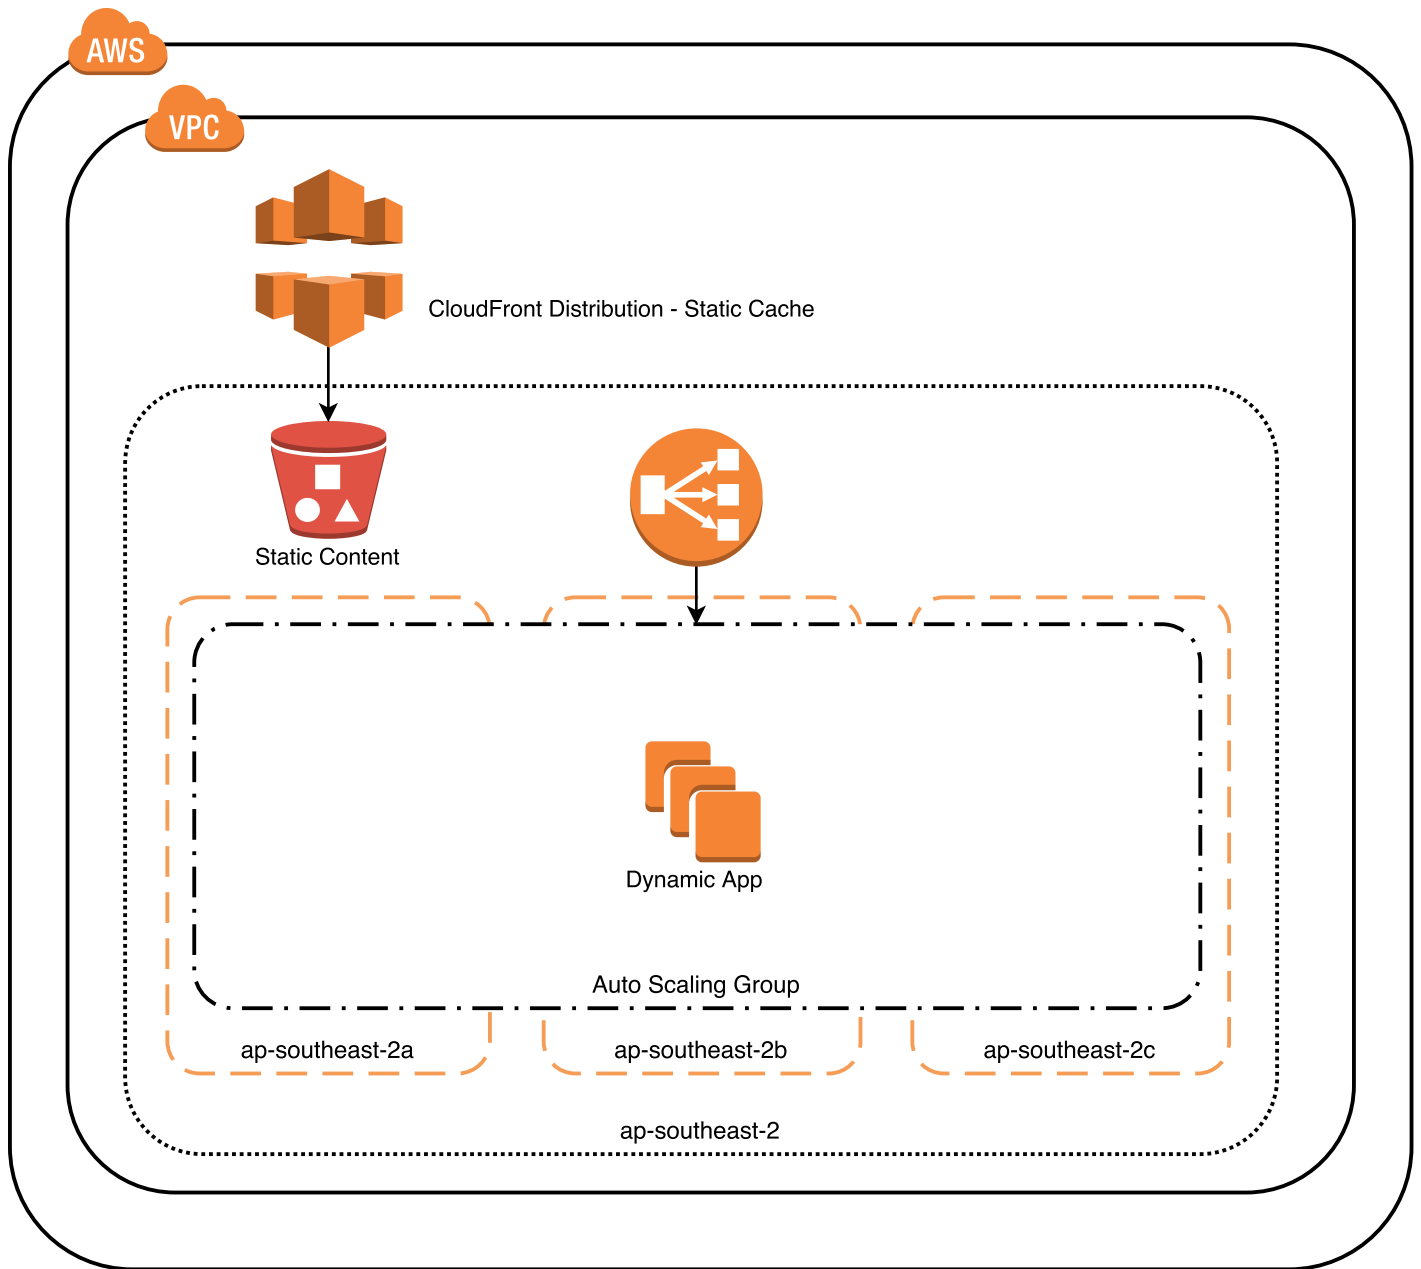 AWS
VPC
CloudFront Distribution - Static Cache
Static Content
Dynamic App
Auto Scaling Group
ap-southeast-2a
ap-southeast-2b
ap-southeast-2c
ap-southeast-2